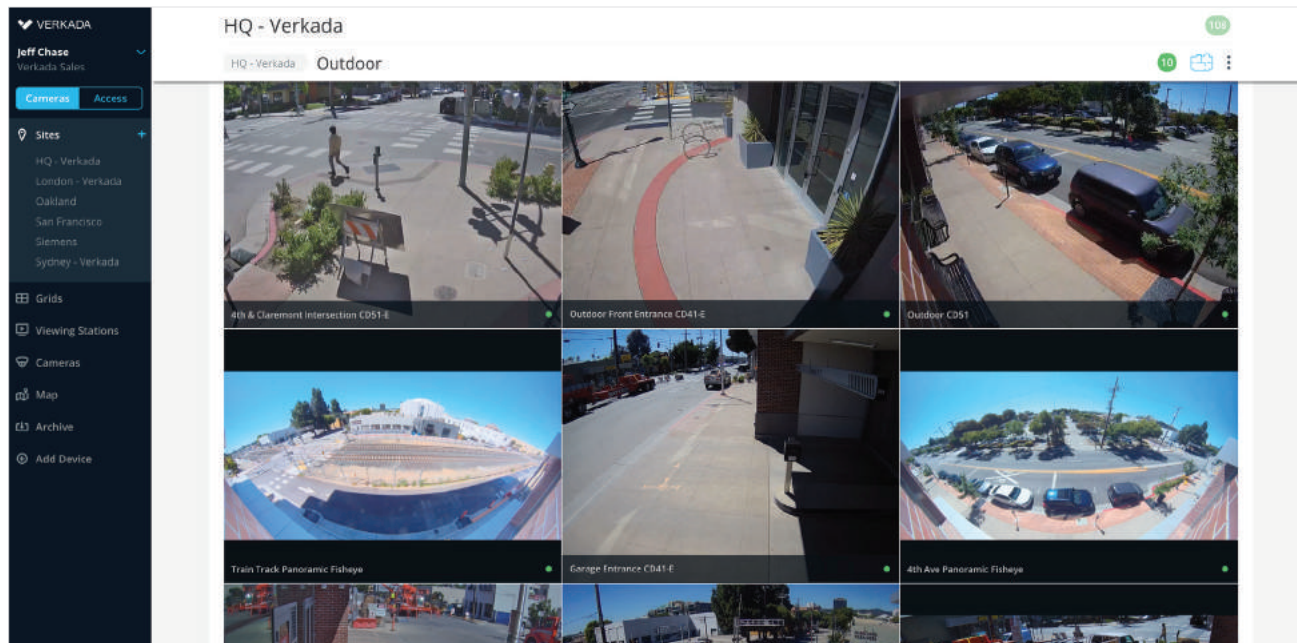 VERKADA
Jeff Chase
Verkada Sales
Cameras Access
Sites +
HQ - Verkada
London - Verkada
Oakland
San Francisco
Siemens
Sydney - Verkada
Grids
Viewing Stations
Cameras
Map
Archive
Add Device
HQ - Verkada
108
HQ - Verkada Outdoor
10
4th & Claremont Intersection CD51-E
Outdoor Front Entrance CD41-E
Outdoor CD51
Train Track Panoramic Fisheye
Garage Entrance CD41-E
4th Ave Panoramic Fisheye